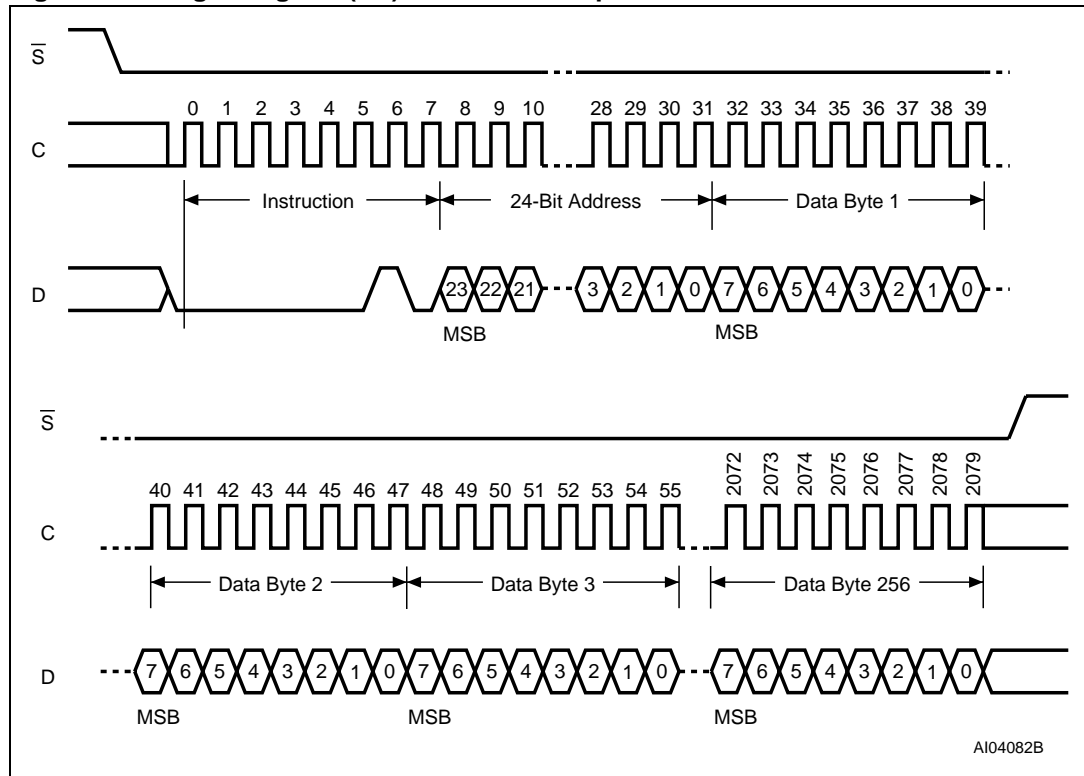 S
0 1 2 3 4 5 6 7 8 9 10 28 29 30 31 32 33 34 35 36 37 38 39
C
Instruction 24-Bit Address Data Byte 1
D 23 22 21 3 2 1 0 7 6 5 4 3 2 1 0
MSB MSB
S
40 41 42 43 44 45 46 47 48 49 50 51 52 53 54 55 2072 2073 2074 2075 2076 2077 2078 2079
C
Data Byte 2 Data Byte 3 Data Byte 256
D 7 6 5 4 3 2 1 0 7 6 5 4 3 2 1 0 7 6 5 4 3 2 1 0
MSB MSB MSB
AI04082B